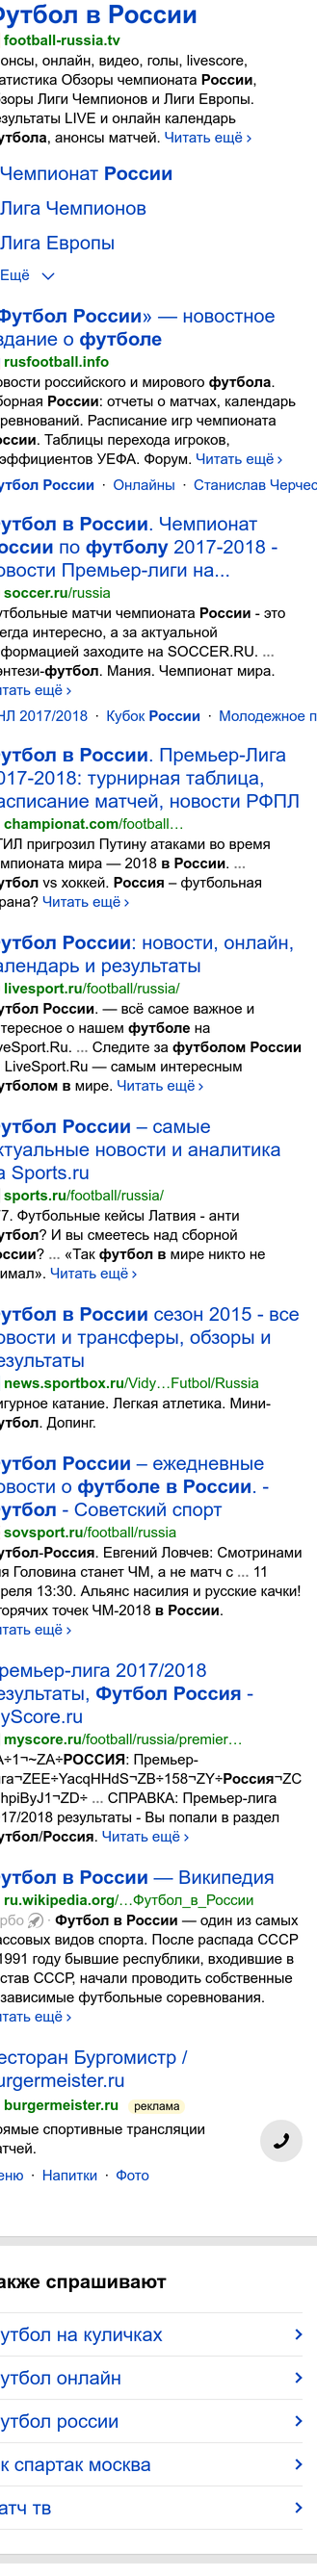 Футбол в России
football-russia.tv
онсы, онлайн, видео, голы, livescore,
атистика Обзоры чемпионата России,
зоры Лиги Чемпионов и Лиги Европы.
езультаты LIVE и онлайн календарь
утбола, анонсы матчей. Читать ещё ›
Чемпионат России
Лига Чемпионов
Лига Европы
Ещё
Футбол России» — новостное
здание о футболе
rusfootball.info
овости российского и мирового футбола.
борная России: отчеты о матчах, календарь
ревнований. Расписание игр чемпионата
оссии. Таблицы перехода игроков,
эффициентов УЕФА. Форум. Читать ещё ›
утбол России · Онлайны · Станислав Черчес
утбол в России. Чемпионат
оссии по футболу 2017-2018 -
овости Премьер-лиги на...
soccer.ru/russia
утбольные матчи чемпионата России - это
егда интересно, а за актуальной
формацией заходите на SOCCER.RU. ...
энтези-футбол. Мания. Чемпионат мира.
итать ещё ›
НЛ 2017/2018 · Кубок России · Молодежное п
утбол в России. Премьер-Лига
017-2018: турнирная таблица,
асписание матчей, новости РФПЛ
championat.com/football…
ГИЛ пригрозил Путину атаками во время
емпионата мира — 2018 в России. ...
утбол vs хоккей. Россия – футбольная
рана? Читать ещё ›
утбол России: новости, онлайн,
алендарь и результаты
livesport.ru/football/russia/
утбол России. — всё самое важное и
тересное о нашем футболе на
veSport.Ru. ... Следите за футболом России
LiveSport.Ru — самым интересным
утболом в мире. Читать ещё ›
утбол России – самые
ктуальные новости и аналитика
а Sports.ru
sports.ru/football/russia/
7. Футбольные кейсы Латвия - анти
утбол? И вы смеетесь над сборной
оссии? ... «Так футбол в мире никто не
имал». Читать ещё ›
утбол в России сезон 2015 - все
овости и трансферы, обзоры и
езультаты
news.sportbox.ru/Vidy…Futbol/Russia
игурное катание. Легкая атлетика. Мини-
утбол. Допинг.
утбол России – ежедневные
овости о футболе в России. -
утбол - Советский спорт
sovsport.ru/football/russia
утбол-Россия. Евгений Ловчев: Смотринами
я Головина станет ЧМ, а не матч с ... 11
реля 13:30. Альянс насилия и русские качки!
горячих точек ЧМ-2018 в России.
итать ещё ›
ремьер-лига 2017/2018
езультаты, Футбол Россия -
yScore.ru
myscore.ru/football/russia/premier…
А÷1¬~ZA÷РОССИЯ: Премьер-
га¬ZEE÷YacqHHdS¬ZB÷158¬ZY÷Россия¬ZC
hpiByJ1¬ZD÷ ... СПРАВКА: Премьер-лига
17/2018 результаты - Вы попали в раздел
утбол/Россия. Читать ещё ›
утбол в России — Википедия
ru.wikipedia.org/…Футбол_в_России
рбо · Футбол в России — один из самых
ассовых видов спорта. После распада СССР
1991 году бывшие республики, входившие в
став СССР, начали проводить собственные
зависимые футбольные соревнования.
итать ещё ›
есторан Бургомистр /
urgermeister.ru
burgermeister.ru реклама
рямые спортивные трансляции
атчей.
еню · Напитки · Фото
акже спрашивают
утбол на куличках
утбол онлайн
утбол россии
к спартак москва
атч тв